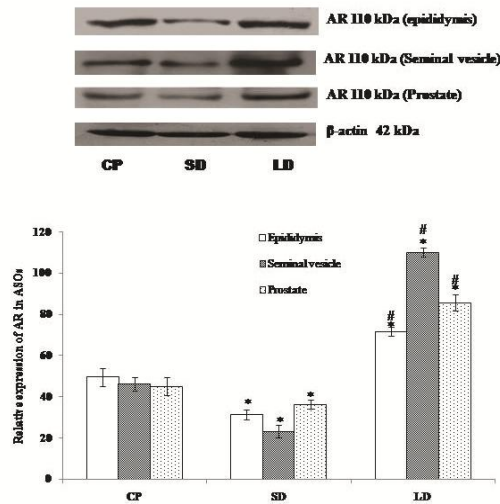 AR 110 kDa (epididymis)
AR 110 kDa (Seminal vesicle)
AR 110 kDa (Prostate)
β-actin 42 kDa
CP SD LD
Relative expression of AR in ASOs
120
100
80
60
40
20
0
Epididymis
Seminal vesicle
Prostate
* * *
# * # * # *
CP SD LD